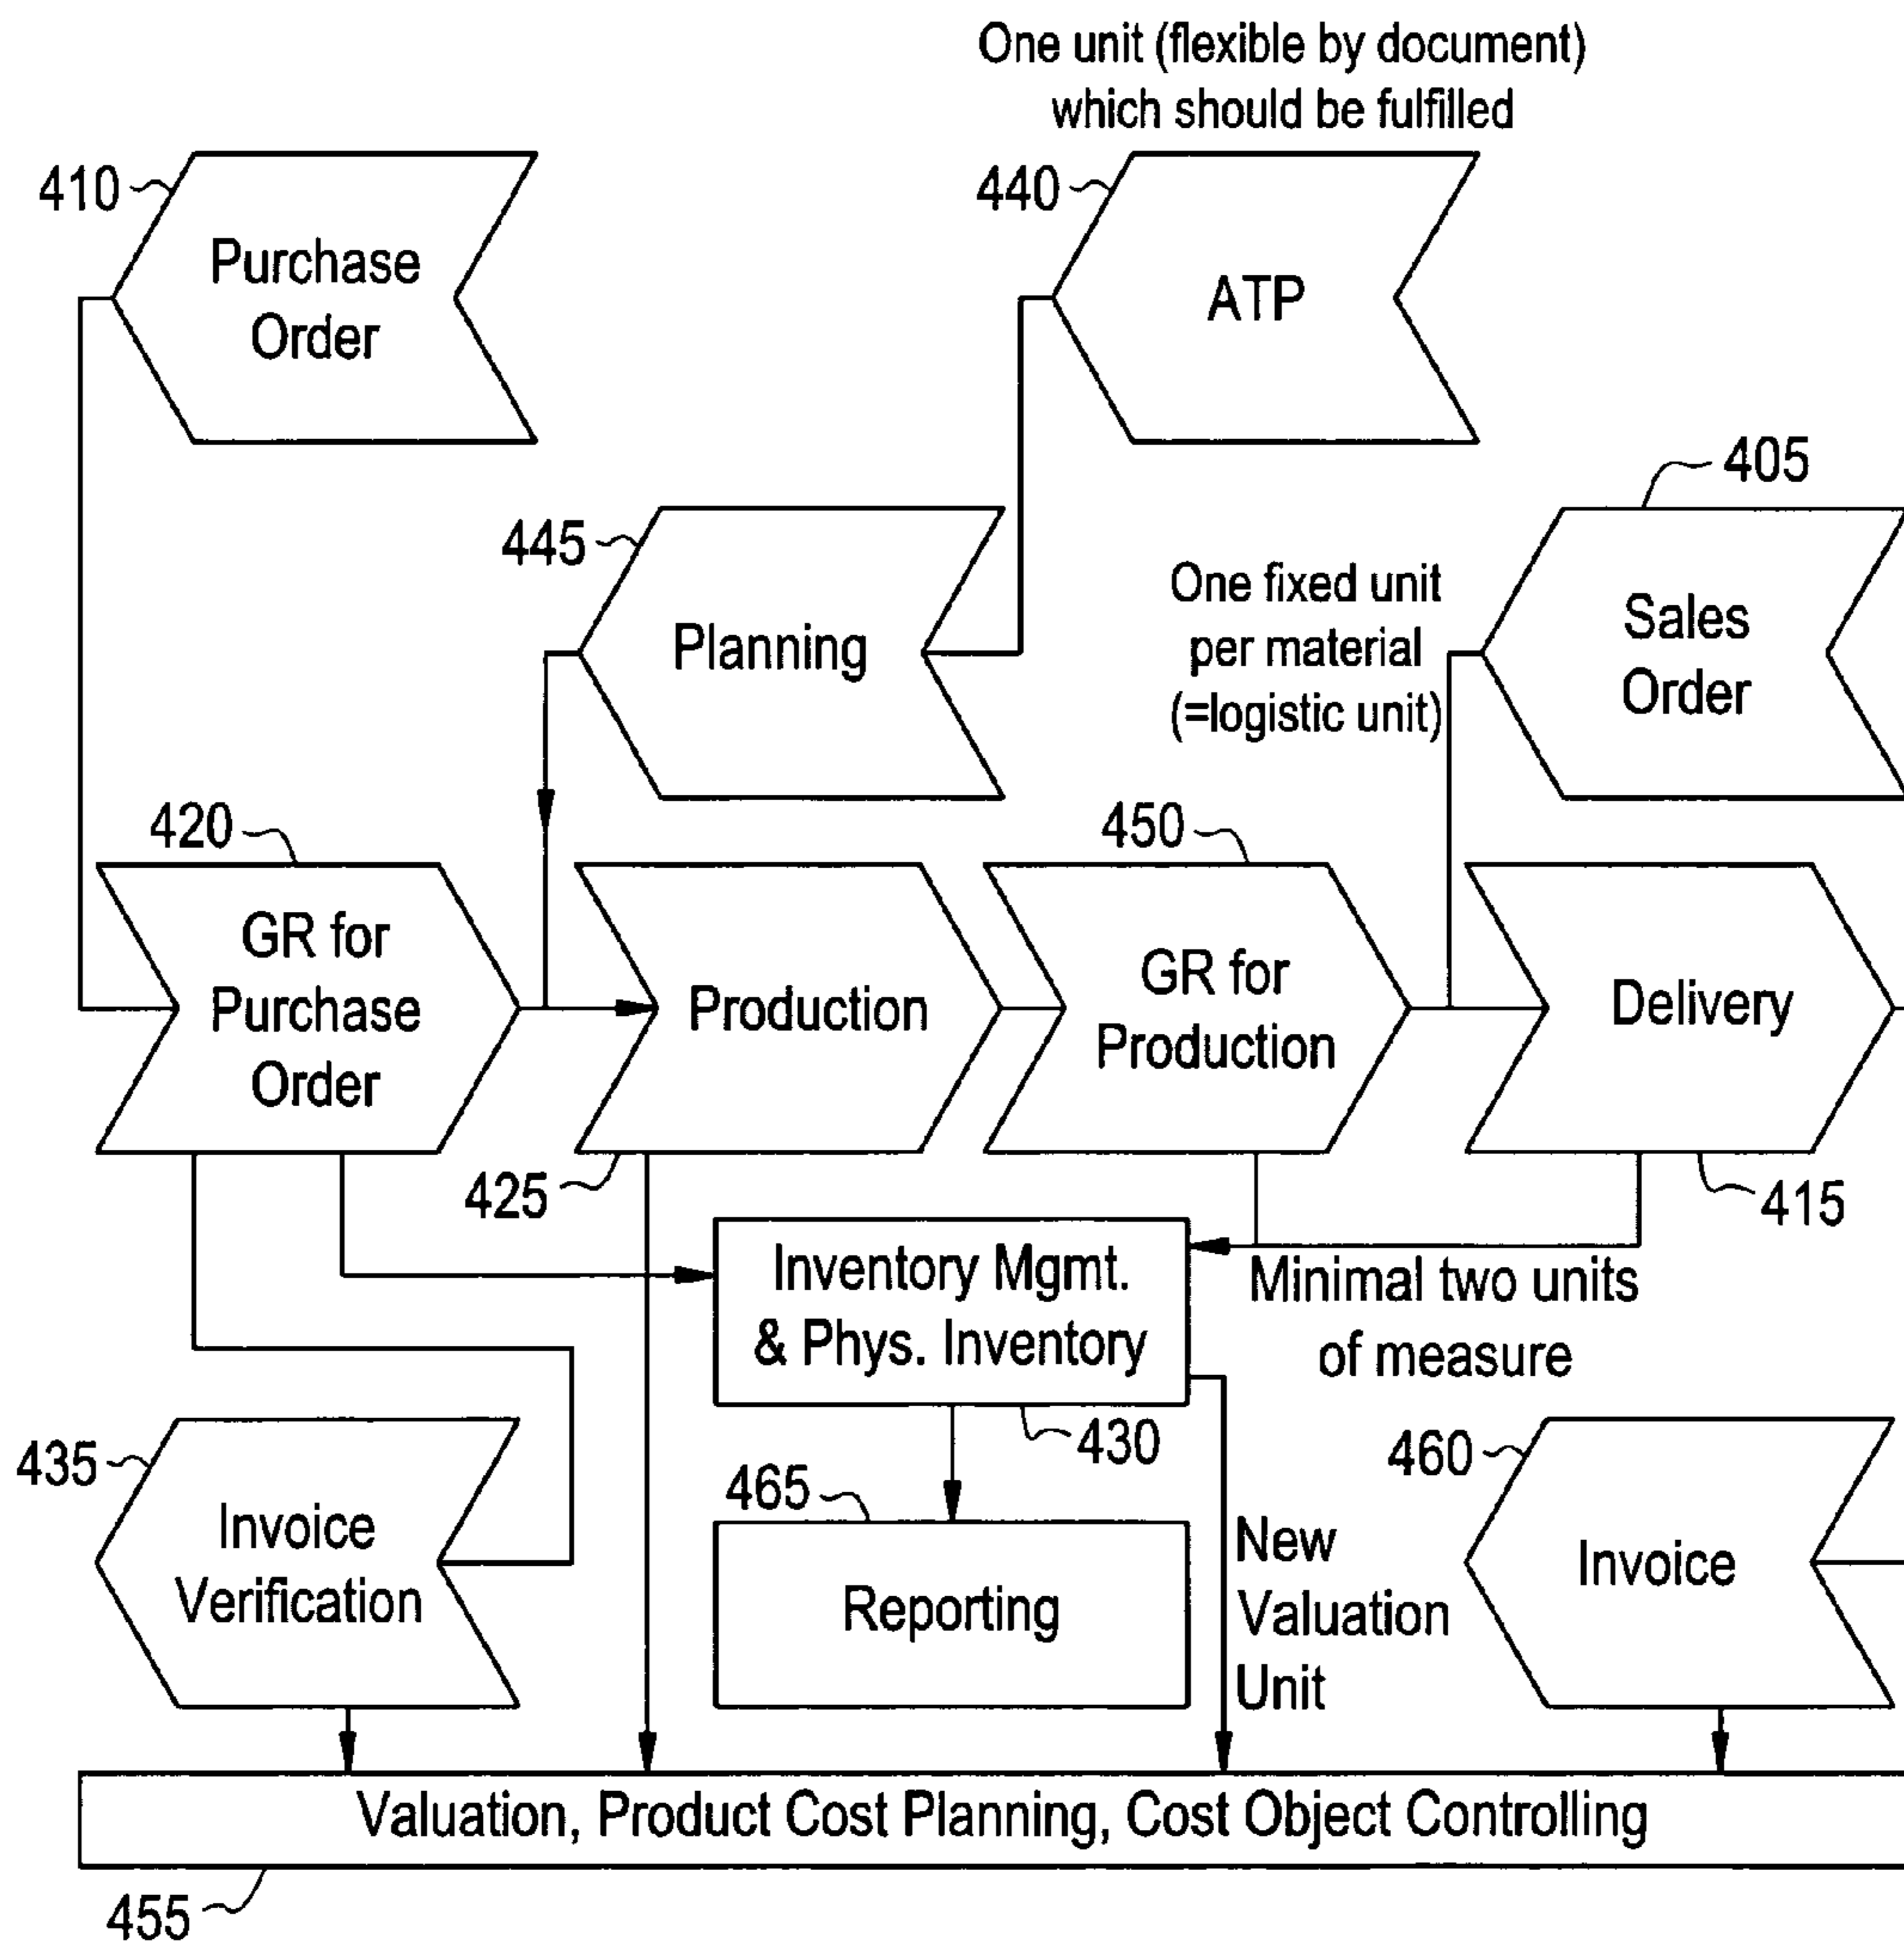 One unit (flexible by document)
which should be fulfilled
410
Purchase
Order
440
ATP
405
445
Planning
One fixed unit
per material
(=logistic unit)
Sales
Order
420
GR for
Purchase
Order
Production
425
450
GR for
Production
Delivery
415
Inventory Mgmt.
& Phys. Inventory
430
Minimal two units
of measure
435
Invoice
Verification
465
Reporting
New
Valuation
Unit
460
Invoice
Valuation, Product Cost Planning, Cost Object Controlling
455